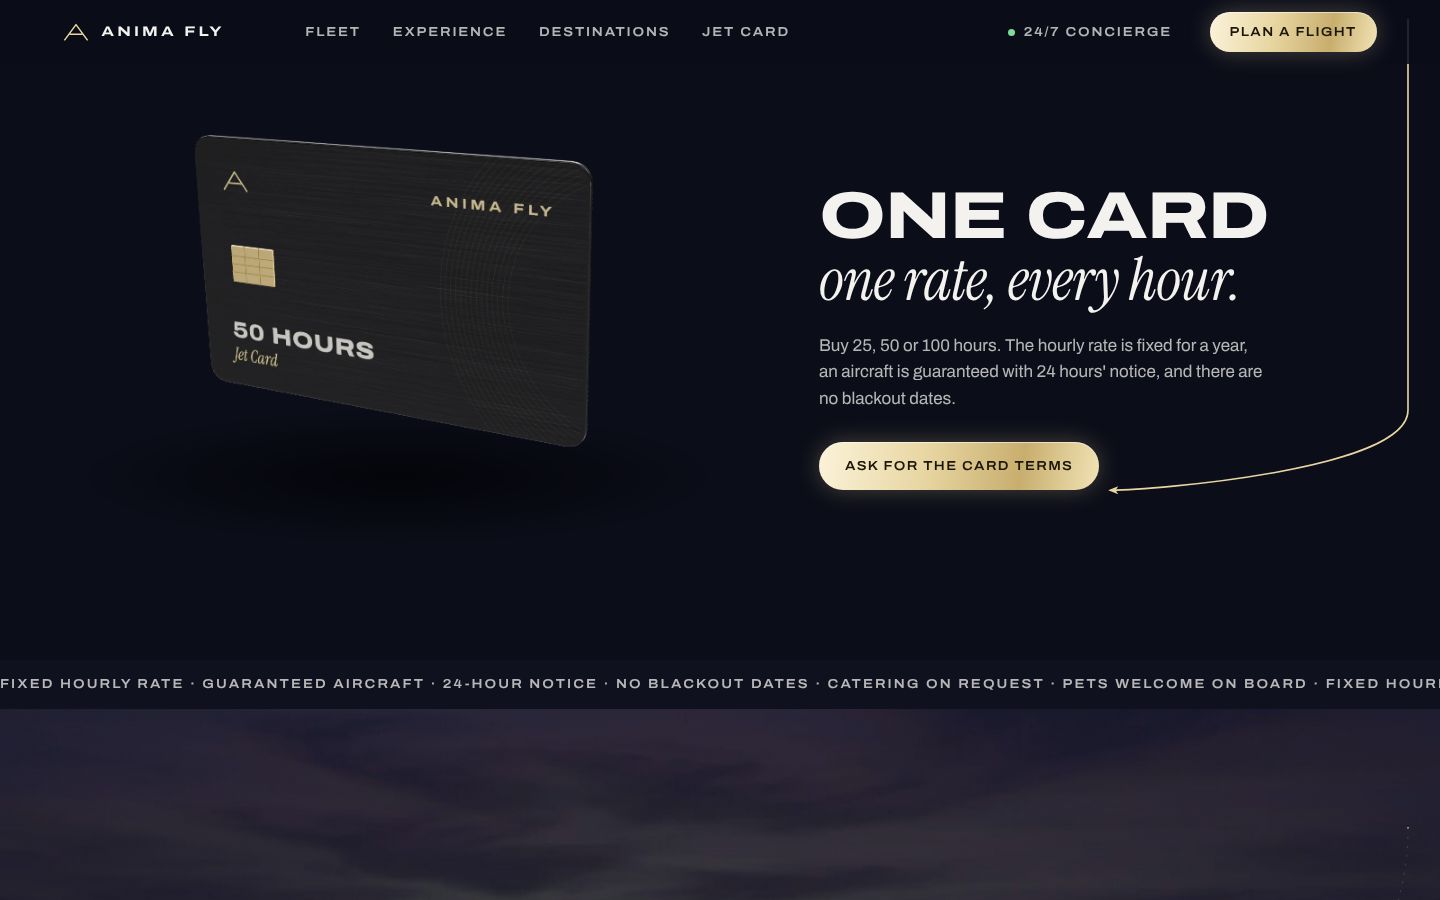 ANIMA FLY
FLEET
EXPERIENCE
DESTINATIONS
JET CARD
24/7 CONCIERGE
PLAN A FLIGHT
ANIMA FLY
50 HOURS
Jet Card
ONE CARD
one rate, every hour.
Buy 25, 50 or 100 hours. The hourly rate is fixed for a year,
an aircraft is guaranteed with 24 hours' notice, and there are
no blackout dates.
ASK FOR THE CARD TERMS
FIXED HOURLY RATE · GUARANTEED AIRCRAFT · 24-HOUR NOTICE · NO BLACKOUT DATES · CATERING ON REQUEST · PETS WELCOME ON BOARD · FIXED HOURL